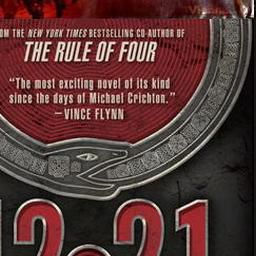 FROM THE NEW YORK TIMES BESTSELLING CO-AUTHOR OF
THE RULE OF FOUR
"The most exciting novel of its kind
since the days of Michael Crichton."
—VINCE FLYNN
12.21